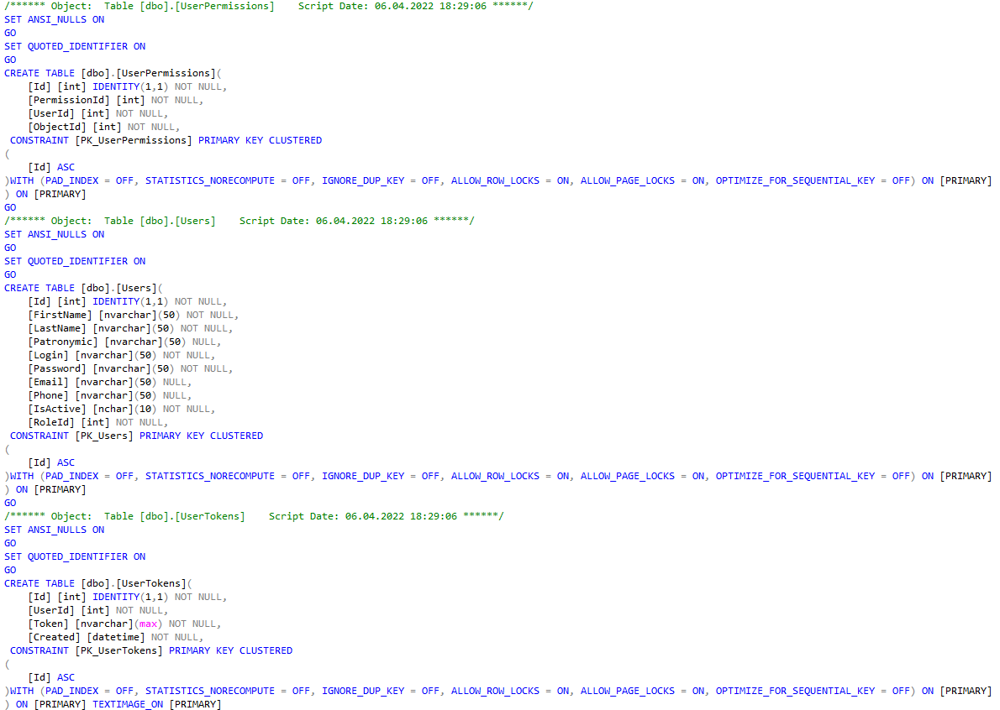 /****** Object:  Table [dbo].[UserPermissions]    Script Date: 06.04.2022 18:29:06 ******/
SET ANSI_NULLS ON
GO
SET QUOTED_IDENTIFIER ON
GO
CREATE TABLE [dbo].[UserPermissions](
    [Id] [int] IDENTITY(1,1) NOT NULL,
    [PermissionId] [int] NOT NULL,
    [UserId] [int] NOT NULL,
    [ObjectId] [int] NOT NULL,
 CONSTRAINT [PK_UserPermissions] PRIMARY KEY CLUSTERED
(
    [Id] ASC
)WITH (PAD_INDEX = OFF, STATISTICS_NORECOMPUTE = OFF, IGNORE_DUP_KEY = OFF, ALLOW_ROW_LOCKS = ON, ALLOW_PAGE_LOCKS = ON, OPTIMIZE_FOR_SEQUENTIAL_KEY = OFF) ON [PRIMARY]
) ON [PRIMARY]
GO
/****** Object:  Table [dbo].[Users]    Script Date: 06.04.2022 18:29:06 ******/
SET ANSI_NULLS ON
GO
SET QUOTED_IDENTIFIER ON
GO
CREATE TABLE [dbo].[Users](
    [Id] [int] IDENTITY(1,1) NOT NULL,
    [FirstName] [nvarchar](50) NOT NULL,
    [LastName] [nvarchar](50) NOT NULL,
    [Patronymic] [nvarchar](50) NULL,
    [Login] [nvarchar](50) NOT NULL,
    [Password] [nvarchar](50) NOT NULL,
    [Email] [nvarchar](50) NULL,
    [Phone] [nvarchar](50) NULL,
    [IsActive] [nchar](10) NOT NULL,
    [RoleId] [int] NOT NULL,
 CONSTRAINT [PK_Users] PRIMARY KEY CLUSTERED
(
    [Id] ASC
)WITH (PAD_INDEX = OFF, STATISTICS_NORECOMPUTE = OFF, IGNORE_DUP_KEY = OFF, ALLOW_ROW_LOCKS = ON, ALLOW_PAGE_LOCKS = ON, OPTIMIZE_FOR_SEQUENTIAL_KEY = OFF) ON [PRIMARY]
) ON [PRIMARY]
GO
/****** Object:  Table [dbo].[UserTokens]    Script Date: 06.04.2022 18:29:06 ******/
SET ANSI_NULLS ON
GO
SET QUOTED_IDENTIFIER ON
GO
CREATE TABLE [dbo].[UserTokens](
    [Id] [int] IDENTITY(1,1) NOT NULL,
    [UserId] [int] NOT NULL,
    [Token] [nvarchar](max) NOT NULL,
    [Created] [datetime] NOT NULL,
 CONSTRAINT [PK_UserTokens] PRIMARY KEY CLUSTERED
(
    [Id] ASC
)WITH (PAD_INDEX = OFF, STATISTICS_NORECOMPUTE = OFF, IGNORE_DUP_KEY = OFF, ALLOW_ROW_LOCKS = ON, ALLOW_PAGE_LOCKS = ON, OPTIMIZE_FOR_SEQUENTIAL_KEY = OFF) ON [PRIMARY]
) ON [PRIMARY] TEXTIMAGE_ON [PRIMARY]